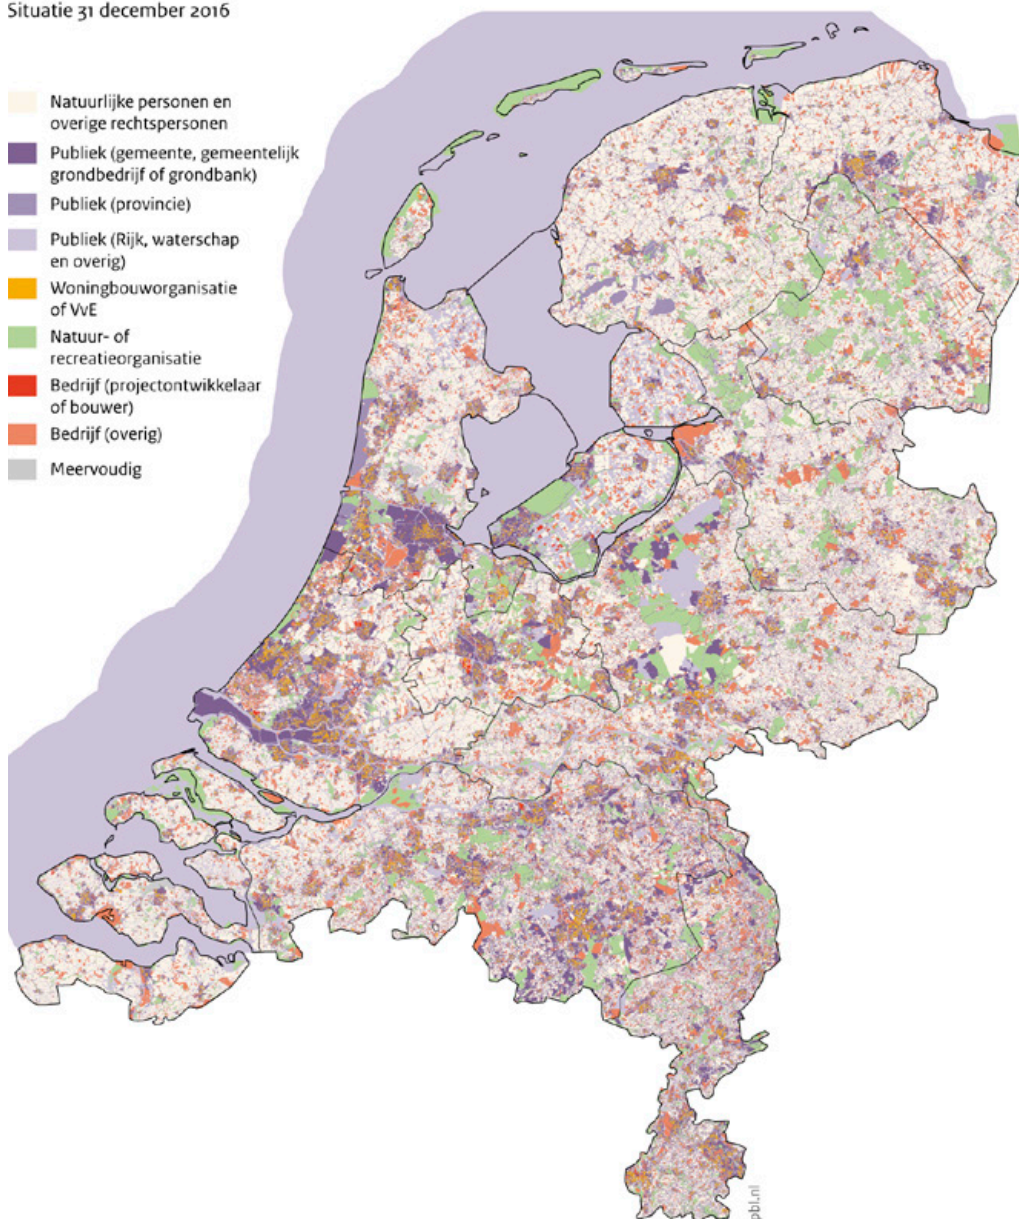 Situatie 31 december 2016
Natuurlijke personen en
overige rechtspersonen
Publiek (gemeente, gemeentelijk
grondbedrijf of grondbank)
Publiek (provincie)
Publiek (Rijk, waterschap
en overig)
Woningbouworganisatie
of VvE
Natuur- of
recreatieorganisatie
Bedrijf (projectontwikkelaar
of bouwer)
Bedrijf (overig)
Meervoudig
pbl.nl